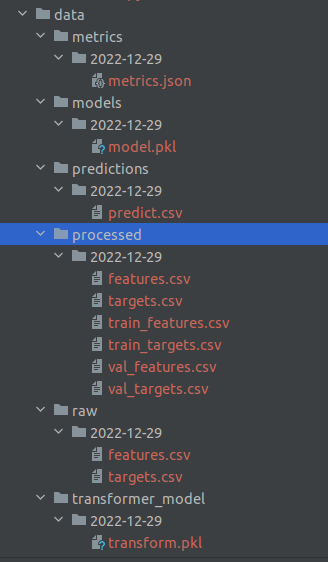 data
metrics
2022-12-29
metrics.json
models
2022-12-29
model.pkl
predictions
2022-12-29
predict.csv
processed
2022-12-29
features.csv
targets.csv
train_features.csv
train_targets.csv
val_features.csv
val_targets.csv
raw
2022-12-29
features.csv
targets.csv
transformer_model
2022-12-29
transform.pkl